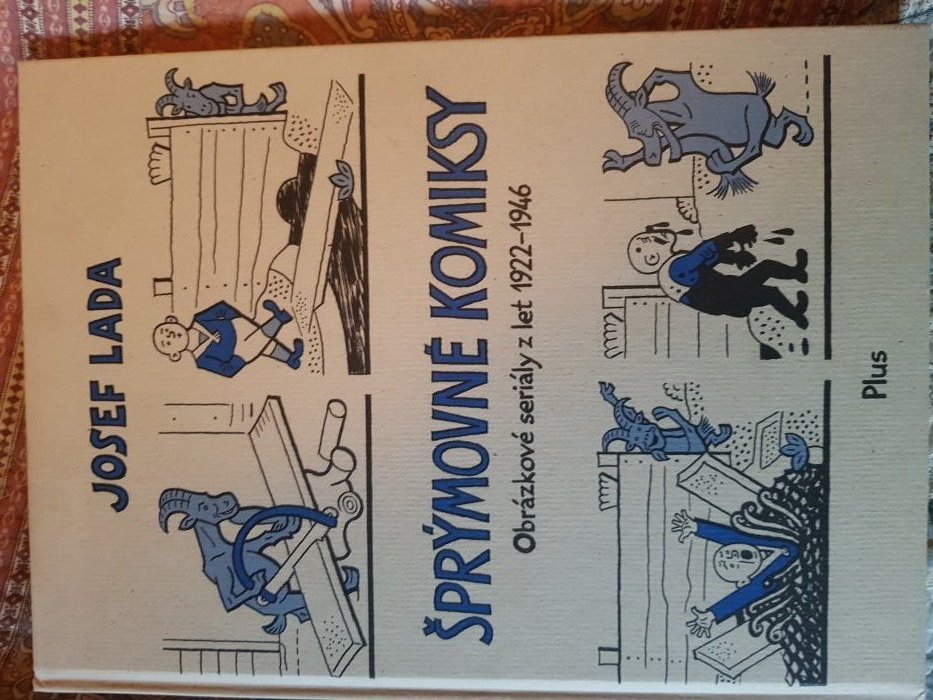 JOSEF LADA
ŠPRÝMOVNÉ KOMIKSY
Obrázkové seriály z let 1922–1946
Plus